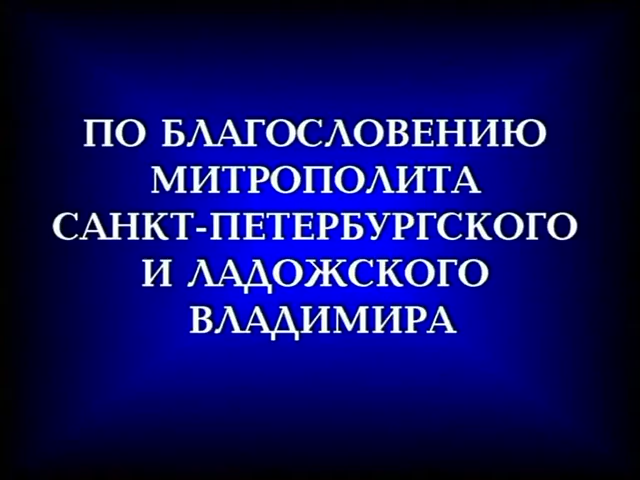 ПО БЛАГОСЛОВЕНИЮ
МИТРОПОЛИТА
САНКТ-ПЕТЕРБУРГСКОГО
И ЛАДОЖСКОГО
ВЛАДИМИРА